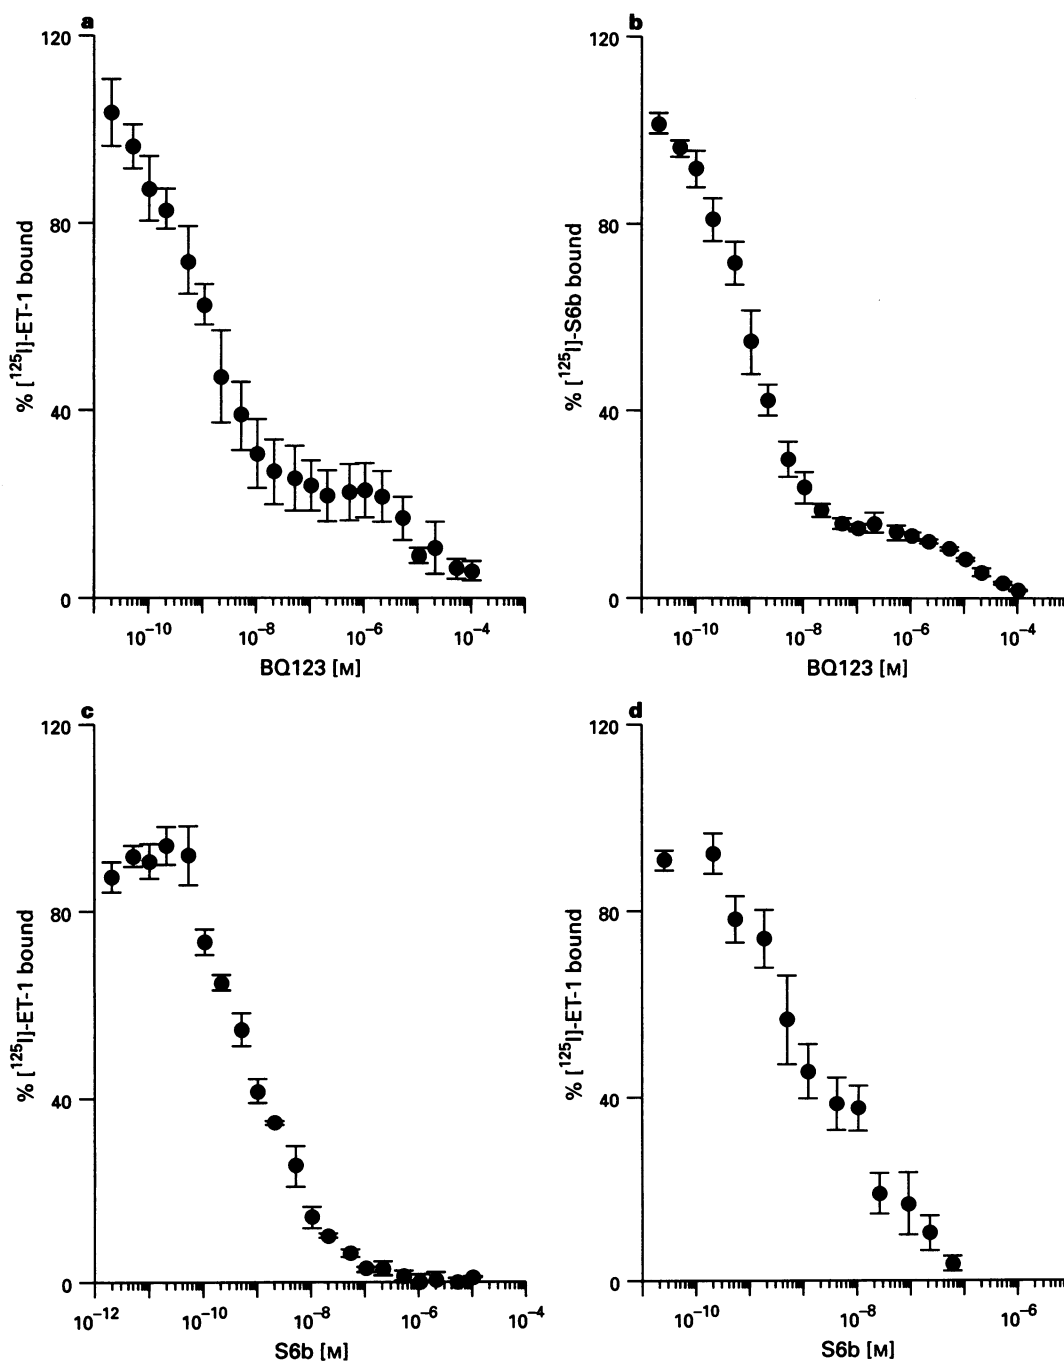 a
120
80
40
0
% [¹²⁵I]-ET-1 bound
10⁻¹⁰ 10⁻⁸ 10⁻⁶ 10⁻⁴
BQ123 [M]
b
120
80
40
0
% [¹²⁵I]-S6b bound
10⁻¹⁰ 10⁻⁸ 10⁻⁶ 10⁻⁴
BQ123 [M]
c
120
80
40
0
% [¹²⁵I]-ET-1 bound
10⁻¹² 10⁻¹⁰ 10⁻⁸ 10⁻⁶ 10⁻⁴
S6b [M]
d
120
80
40
0
% [¹²⁵I]-ET-1 bound
10⁻¹⁰ 10⁻⁸ 10⁻⁶
S6b [M]